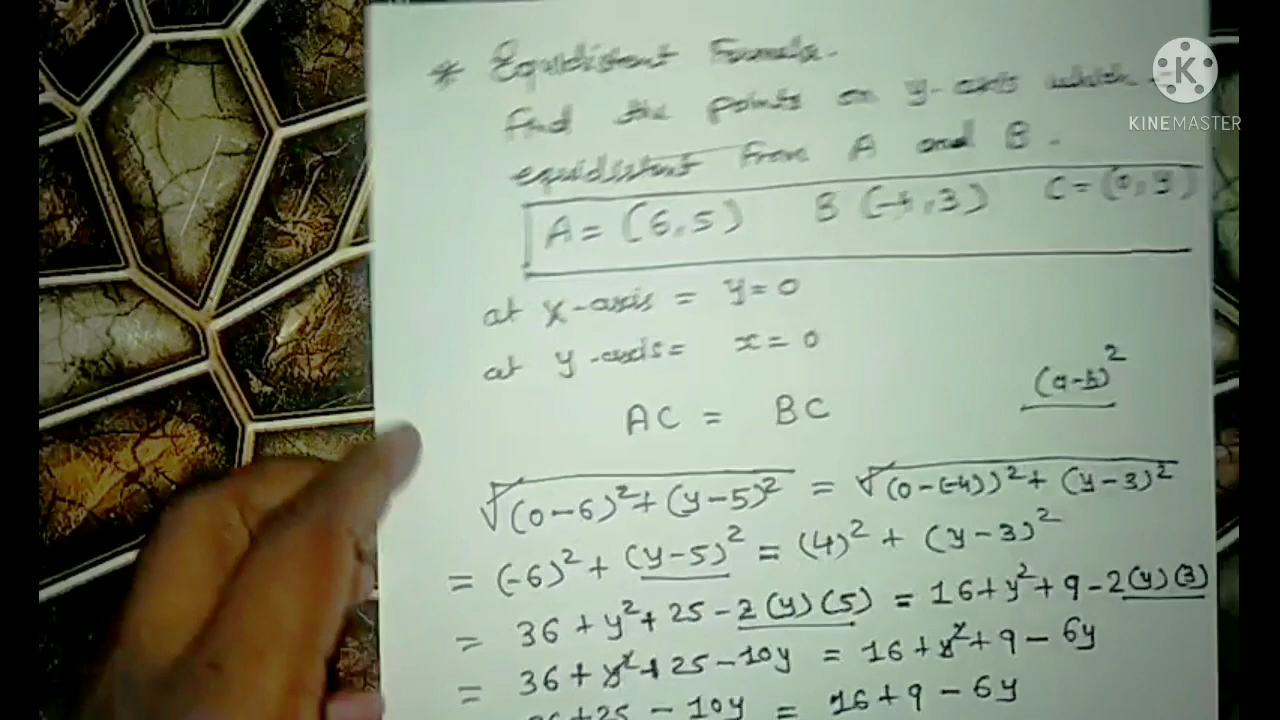 * Equidistent Formula.
find the points on y-axis which
equidistent from A and B.
A = (6,5) B (-4,3) C = (0,y)
at x-axis = y=0
at y-axis= x=0
(a-b)²
AC = BC
√(0-6)²+(y-5)² = √(0-(-4))²+(y-3)²
= (-6)²+(y-5)² = (4)²+(y-3)²
= 36+y²+25-2(y)(5) = 16+y²+9-2(y)(3)
= 36+y²+25-10y = 16+y²+9-6y
36+25-10y = 16+9-6y
K
KINEMASTER